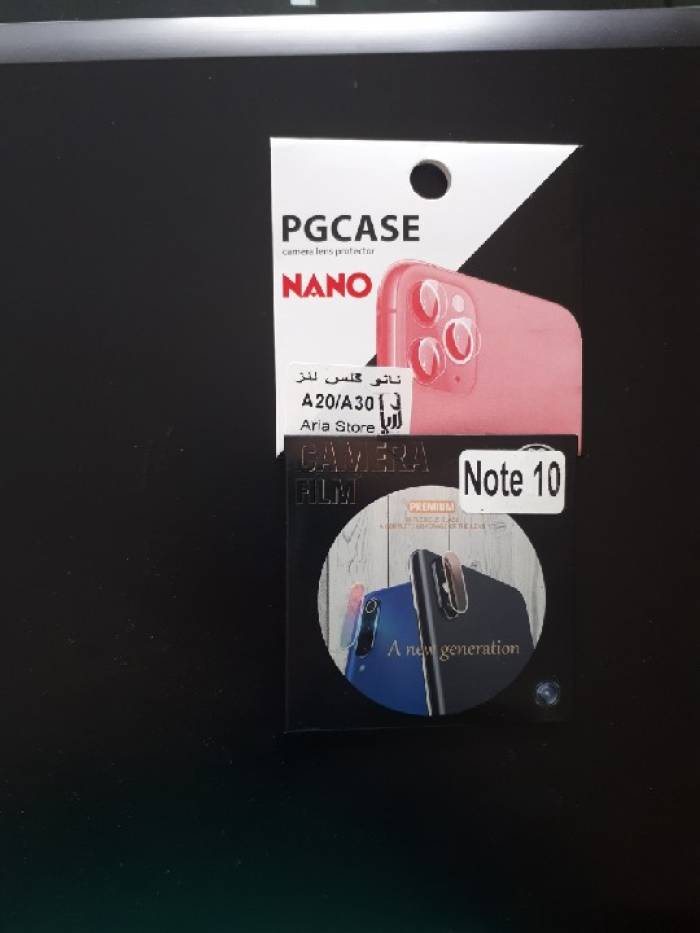 PGCASE
camera lens protector
NANO
نانو گلس لنز
A20/A30
آریا
Aria Store
CAMERA
FILM
Note 10
PREMIUM
A new generation